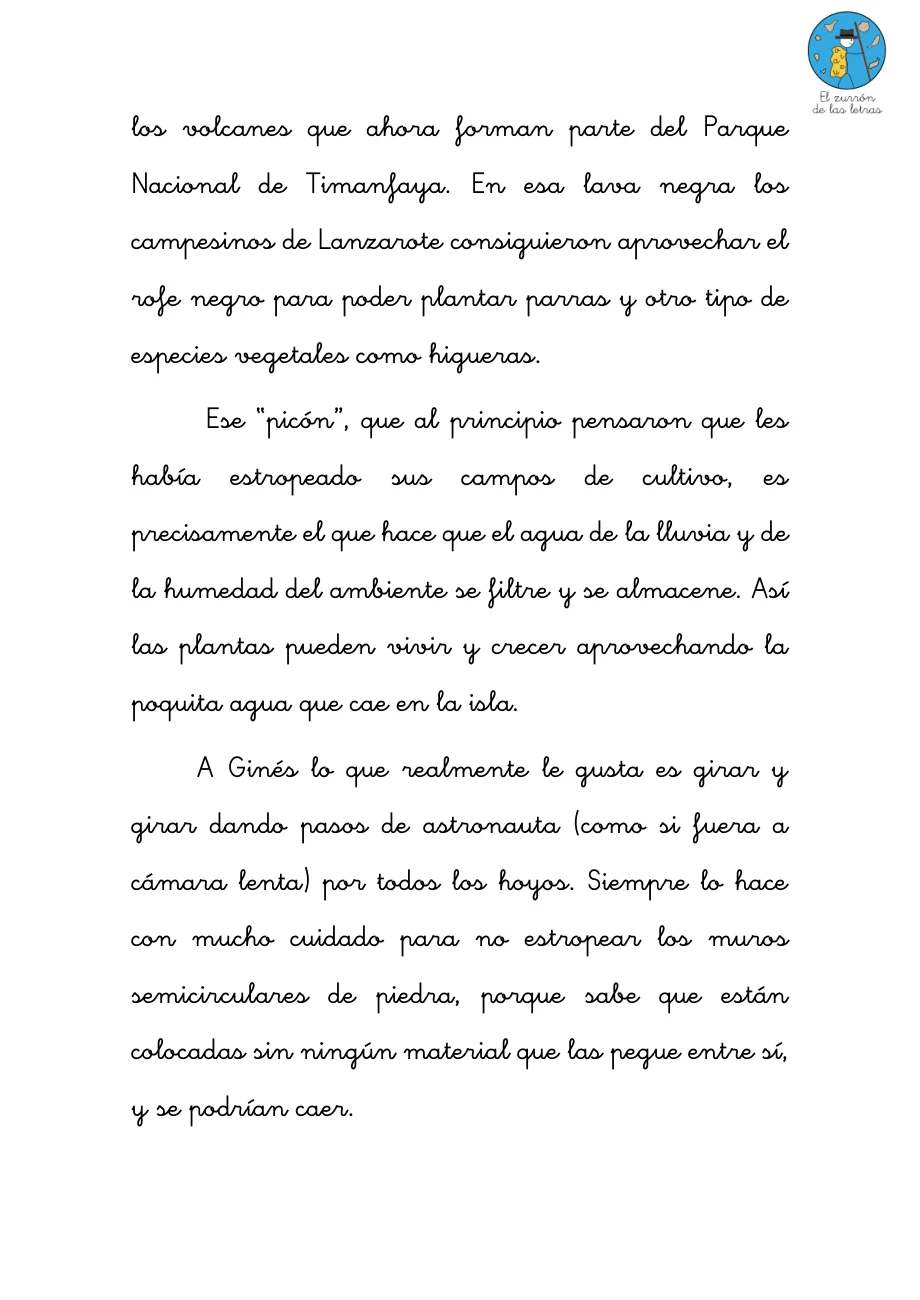 El zurrón
de las letras
los volcanes que ahora forman parte del Parque
Nacional de Timanfaya. En esa lava negra los
campesinos de Lanzarote consiguieron aprovechar el
rofe negro para poder plantar parras y otro tipo de
especies vegetales como higueras.
Ese “picón”, que al principio pensaron que les
había estropeado sus campos de cultivo, es
precisamente el que hace que el agua de la lluvia y de
la humedad del ambiente se filtre y se almacene. Así
las plantas pueden vivir y crecer aprovechando la
poquita agua que cae en la isla.
A Ginés lo que realmente le gusta es girar y
girar dando pasos de astronauta (como si fuera a
cámara lenta) por todos los hoyos. Siempre lo hace
con mucho cuidado para no estropear los muros
semicirculares de piedra, porque sabe que están
colocadas sin ningún material que las pegue entre sí,
y se podrían caer.